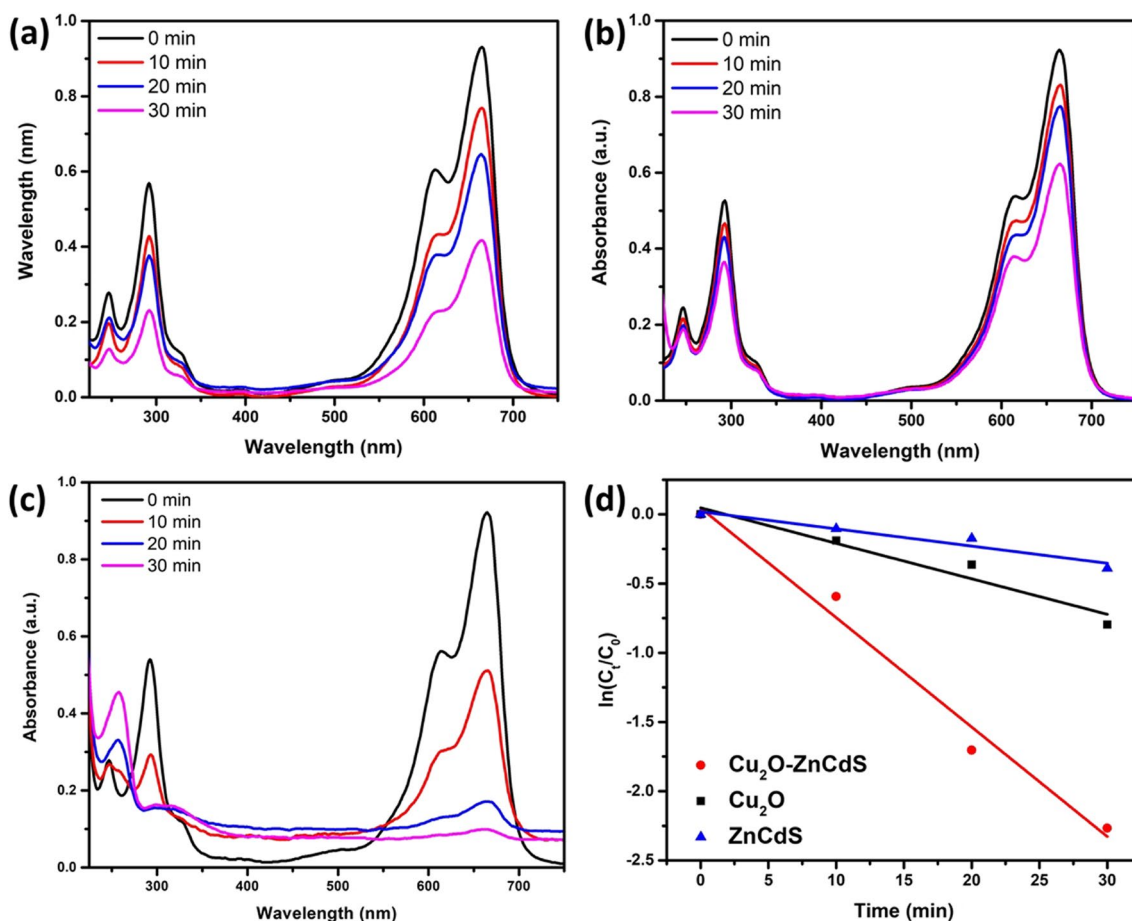 (a)
0 min
10 min
20 min
30 min
Wavelength (nm)
1.0
0.8
0.6
0.4
0.2
0.0
300
400
500
600
700
Wavelength (nm)
(b)
0 min
10 min
20 min
30 min
Absorbance (a.u.)
1.0
0.8
0.6
0.4
0.2
0.0
300
400
500
600
700
Wavelength (nm)
(c)
0 min
10 min
20 min
30 min
Absorbance (a.u.)
1.0
0.8
0.6
0.4
0.2
0.0
300
400
500
600
700
Wavelength (nm)
(d)
ln(Cₜ/C₀)
0.0
-0.5
-1.0
-1.5
-2.0
-2.5
Cu₂O-ZnCdS
Cu₂O
ZnCdS
0
5
10
15
20
25
30
Time (min)